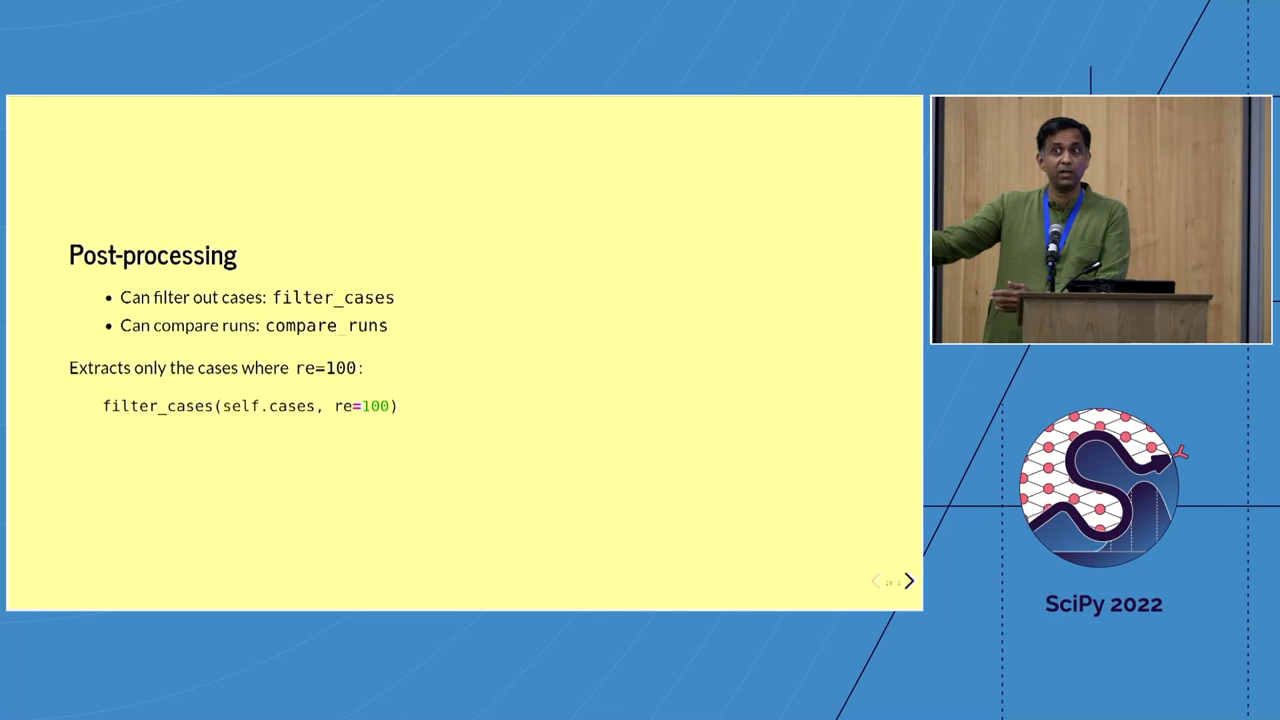 Post-processing
• Can filter out cases: filter_cases
• Can compare runs: compare_runs
Extracts only the cases where re=100:
filter_cases(self.cases, re=100)
SciPy 2022